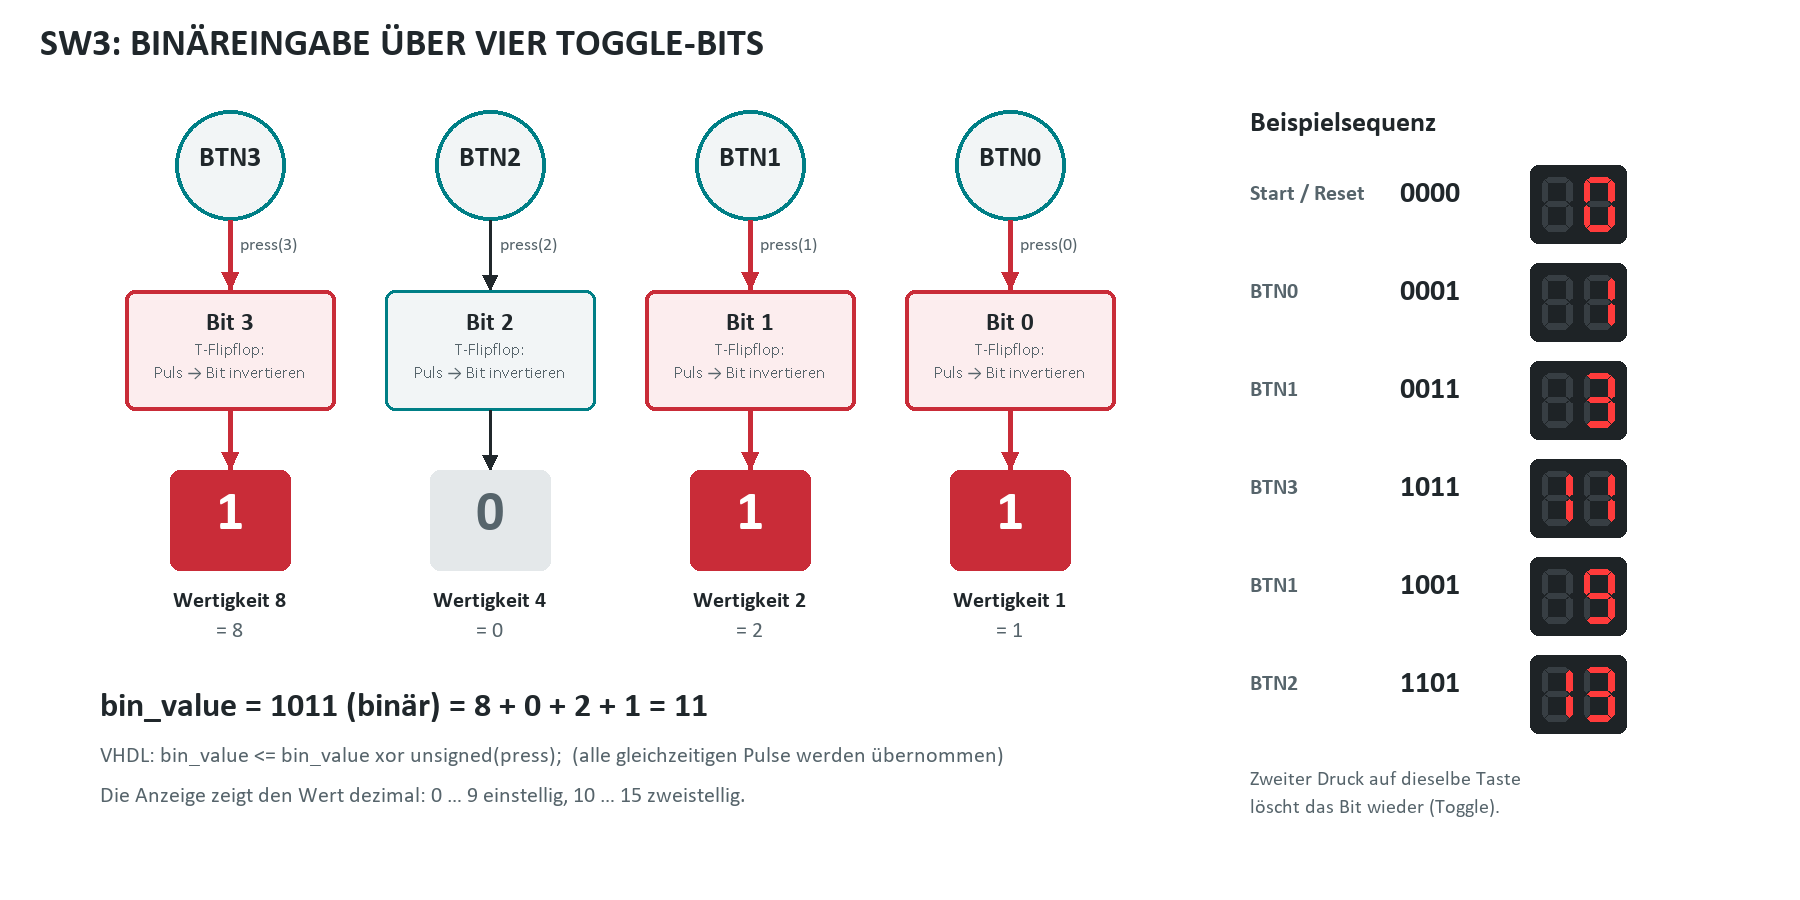 SW3: BINÄREINGABE ÜBER VIER TOGGLE-BITS
BTN3
BTN2
BTN1
BTN0
press(3)
press(2)
press(1)
press(0)
Bit 3
T-Flipflop:
Puls → Bit invertieren
Bit 2
T-Flipflop:
Puls → Bit invertieren
Bit 1
T-Flipflop:
Puls → Bit invertieren
Bit 0
T-Flipflop:
Puls → Bit invertieren
1
0
1
1
Wertigkeit 8
= 8
Wertigkeit 4
= 0
Wertigkeit 2
= 2
Wertigkeit 1
= 1
bin_value = 1011 (binär) = 8 + 0 + 2 + 1 = 11
VHDL: bin_value <= bin_value xor unsigned(press);  (alle gleichzeitigen Pulse werden übernommen)
Die Anzeige zeigt den Wert dezimal: 0 ... 9 einstellig, 10 ... 15 zweistellig.
Beispielsequenz
Start / Reset 0000 0
BTN0 0001 1
BTN1 0011 3
BTN3 1011 11
BTN1 1001 9
BTN2 1101 13
Zweiter Druck auf dieselbe Taste
löscht das Bit wieder (Toggle).